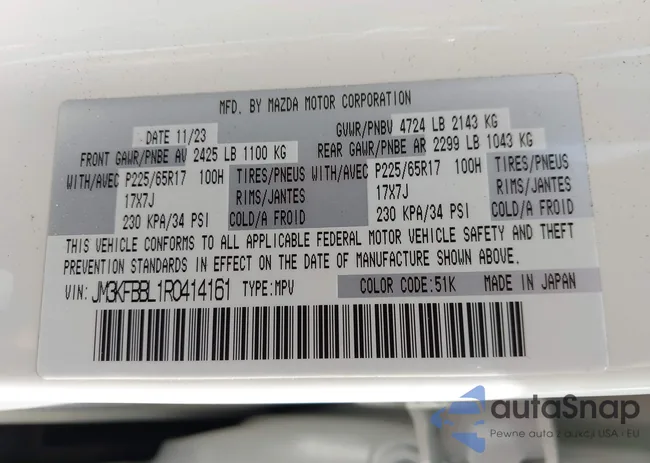 MFD. BY MAZDA MOTOR CORPORATION
DATE 11/23 GVWR/PNBV 4724 LB 2143 KG
FRONT GAWR/PNBE AV 2425 LB 1100 KG REAR GAWR/PNBE AR 2299 LB 1043 KG
WITH/AVEC P225/65R17 100H TIRES/PNEUS WITH/AVEC P225/65R17 100H TIRES/PNEUS
17X7J RIMS/JANTES 17X7J RIMS/JANTES
230 KPA/34 PSI COLD/A FROID 230 KPA/34 PSI COLD/A FROID
THIS VEHICLE CONFORMS TO ALL APPLICABLE FEDERAL MOTOR VEHICLE SAFETY AND THEFT
PREVENTION STANDARDS IN EFFECT ON THE DATE OF MANUFACTURE SHOWN ABOVE.
VIN: JM3KFBBL1R0414161 TYPE:MPV COLOR CODE:51K MADE IN JAPAN
autaSnap
Pewne auta z aukcji USA - EU